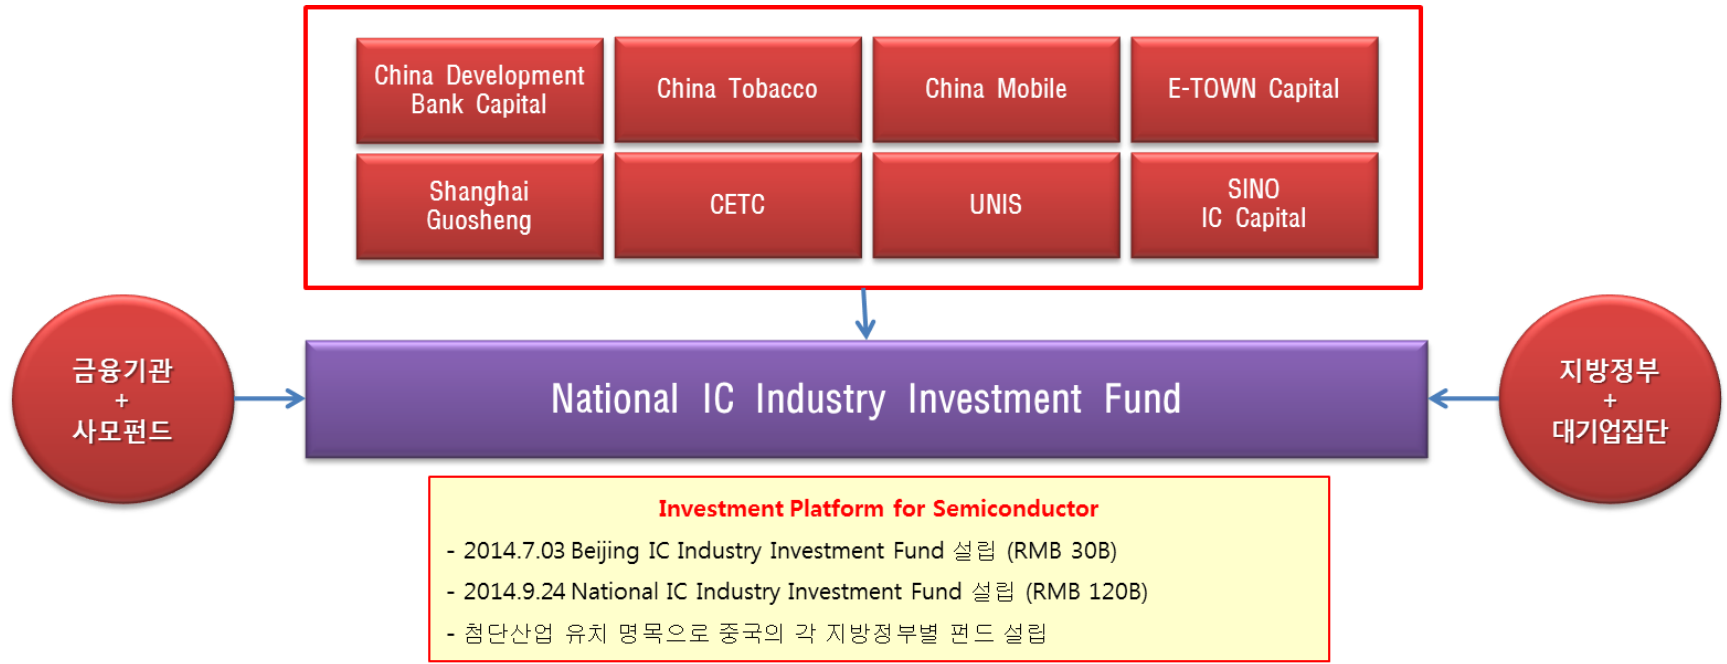 China Development
Bank Capital
China Tobacco
China Mobile
E-TOWN Capital
Shanghai
Guosheng
CETC
UNIS
SINO
IC Capital
금융기관
+
사모펀드
National IC Industry Investment Fund
지방정부
+
대기업집단
Investment Platform for Semiconductor
- 2014.7.03 Beijing IC Industry Investment Fund 설립 (RMB 30B)
- 2014.9.24 National IC Industry Investment Fund 설립 (RMB 120B)
- 첨단산업 유치 명목으로 중국의 각 지방정부별 펀드 설립